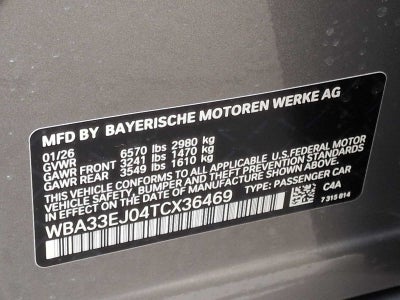 MFD BY BAYERISCHE MOTOREN WERKE AG
01/26
GVWR 6570 lbs 2980 kg
GAWR FRONT 3241 lbs 1470 kg
GAWR REAR 3549 lbs 1610 kg
THIS VEHICLE CONFORMS TO ALL APPLICABLE U.S.FEDERAL MOTOR
VEHICLE SAFETY, BUMPER, AND THEFT PREVENTION STANDARDS
IN EFFECT ON THE DATE OF MANUFACTURE SHOWN ABOVE.
WBA33EJ04TCX36469 TYPE: PASSENGER CAR
C4A
7 315 014